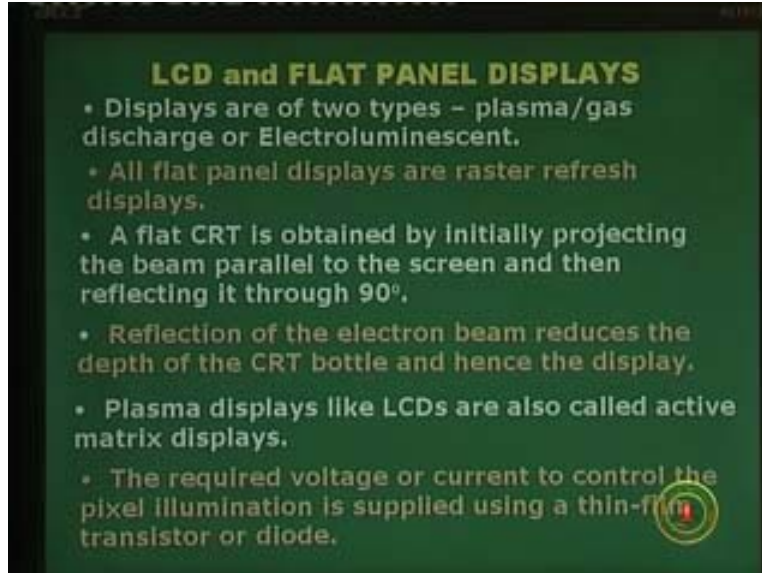 LCD and FLAT PANEL DISPLAYS
• Displays are of two types – plasma/gas
discharge or Electroluminescent.
• All flat panel displays are raster refresh
displays.
• A flat CRT is obtained by initially projecting
the beam parallel to the screen and then
reflecting it through 90°.
• Reflection of the electron beam reduces the
depth of the CRT bottle and hence the display.
• Plasma displays like LCDs are also called active
matrix displays.
• The required voltage or current to control the
pixel illumination is supplied using a thin-film
transistor or diode.